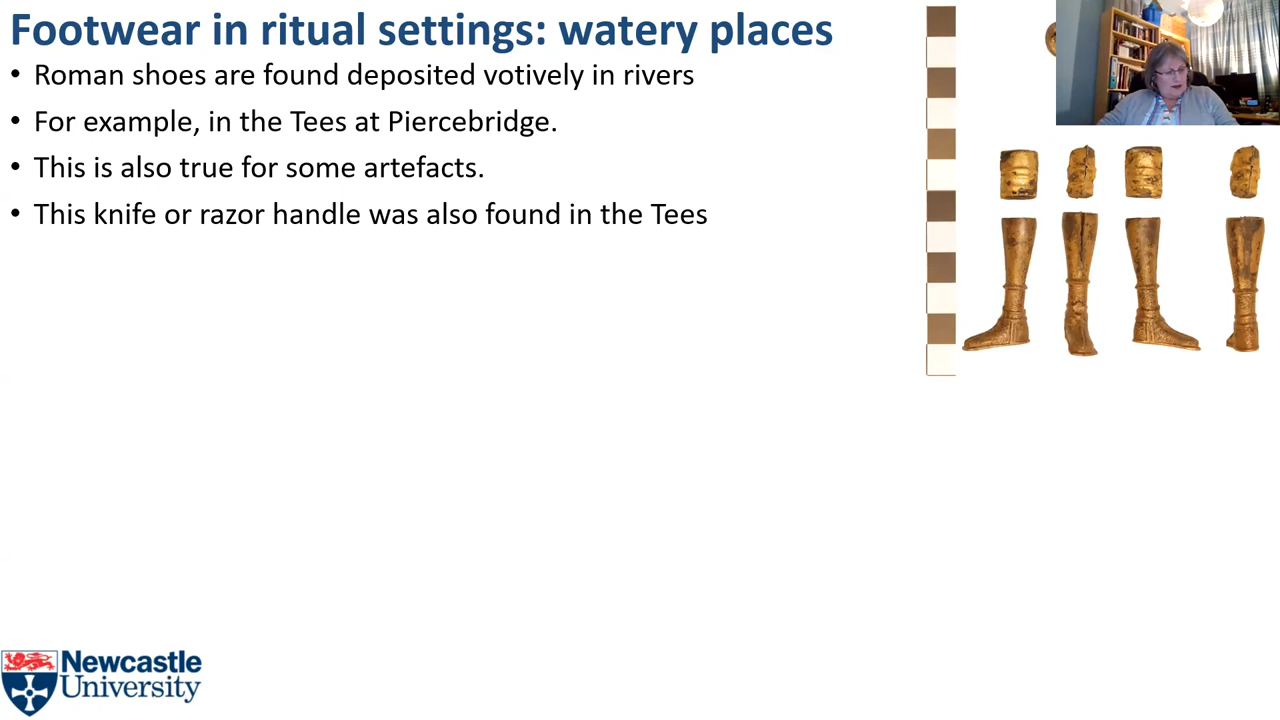 Footwear in ritual settings: watery places
• Roman shoes are found deposited votively in rivers
• For example, in the Tees at Piercebridge.
• This is also true for some artefacts.
• This knife or razor handle was also found in the Tees
Newcastle
University